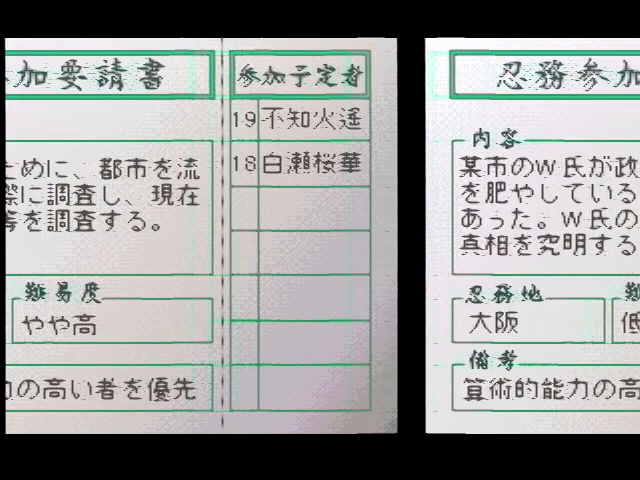 加要請書
ために、都市を流
際に調査し、現在
等を調査する。
難易度
やや高
力の高い者を優先
参加予定者
19 不知火遥
18 白瀬桜華
忍務参加
内容
某市のW氏が政
を肥やしている
あった。W氏の
真相を究明する
忍務地
大阪
難
低
備考
算術的能力の高